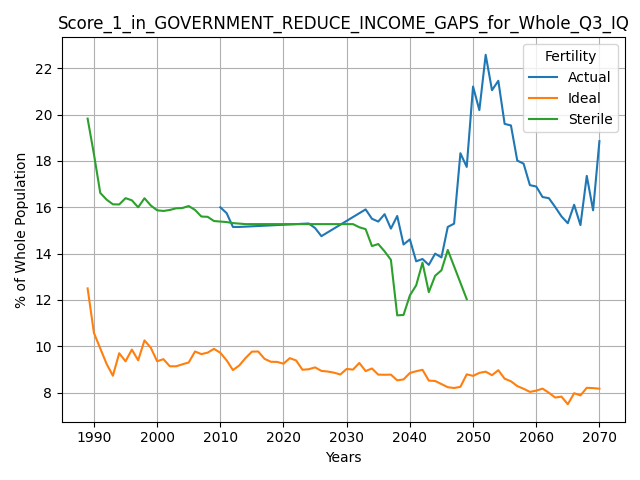 Score_1_in_GOVERNMENT_REDUCE_INCOME_GAPS_for_Whole_Q3_IQ
Fertility
Actual
Ideal
Sterile
% of Whole Population
22
20
18
16
14
12
10
8
1990 2000 2010 2020 2030 2040 2050 2060 2070
Years